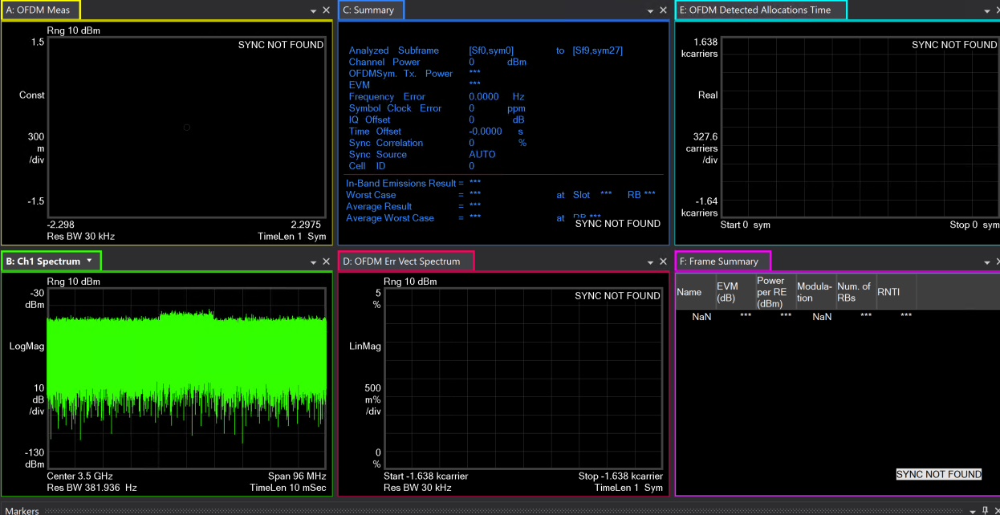 A: OFDM Meas
Rng 10 dBm
1.5
SYNC NOT FOUND
Const
300
m
/div
-1.5
-2.298
2.2975
Res BW 30 kHz
TimeLen 1 Sym
C: Summary
Analyzed Subframe [Sf0,sym0] to [Sf9,sym27]
Channel Power 0 dBm
OFDMSym. Tx. Power ***
EVM ***
Frequency Error 0.0000 Hz
Symbol Clock Error 0 ppm
IQ Offset 0 dB
Time Offset -0.0000 s
Sync Correlation 0 %
Sync Source AUTO
Cell ID 0
In-Band Emissions Result = ***
Worst Case = *** at Slot *** RB ***
Average Result = ***
Average Worst Case = *** at RB ***
SYNC NOT FOUND
E: OFDM Detected Allocations Time
1.638
kcarriers
SYNC NOT FOUND
Real
327.6
carriers
/div
-1.64
kcarriers
Start 0 sym
Stop 0 sym
B: Ch1 Spectrum
Rng 10 dBm
-30
dBm
LogMag
10
dB
/div
-130
dBm
Center 3.5 GHz
Span 96 MHz
Res BW 381.936 Hz
TimeLen 10 mSec
D: OFDM Err Vect Spectrum
Rng 10 dBm
5
%
SYNC NOT FOUND
LinMag
500
m%
/div
0
%
Start -1.638 kcarrier
Stop -1.638 kcarrier
Res BW 30 kHz
TimeLen 1 Sym
F: Frame Summary
Name
EVM
(dB)
Power
per RE
(dBm)
Modula-
tion
Num. of
RBs
RNTI
NaN *** *** NaN *** ***
SYNC NOT FOUND
Markers